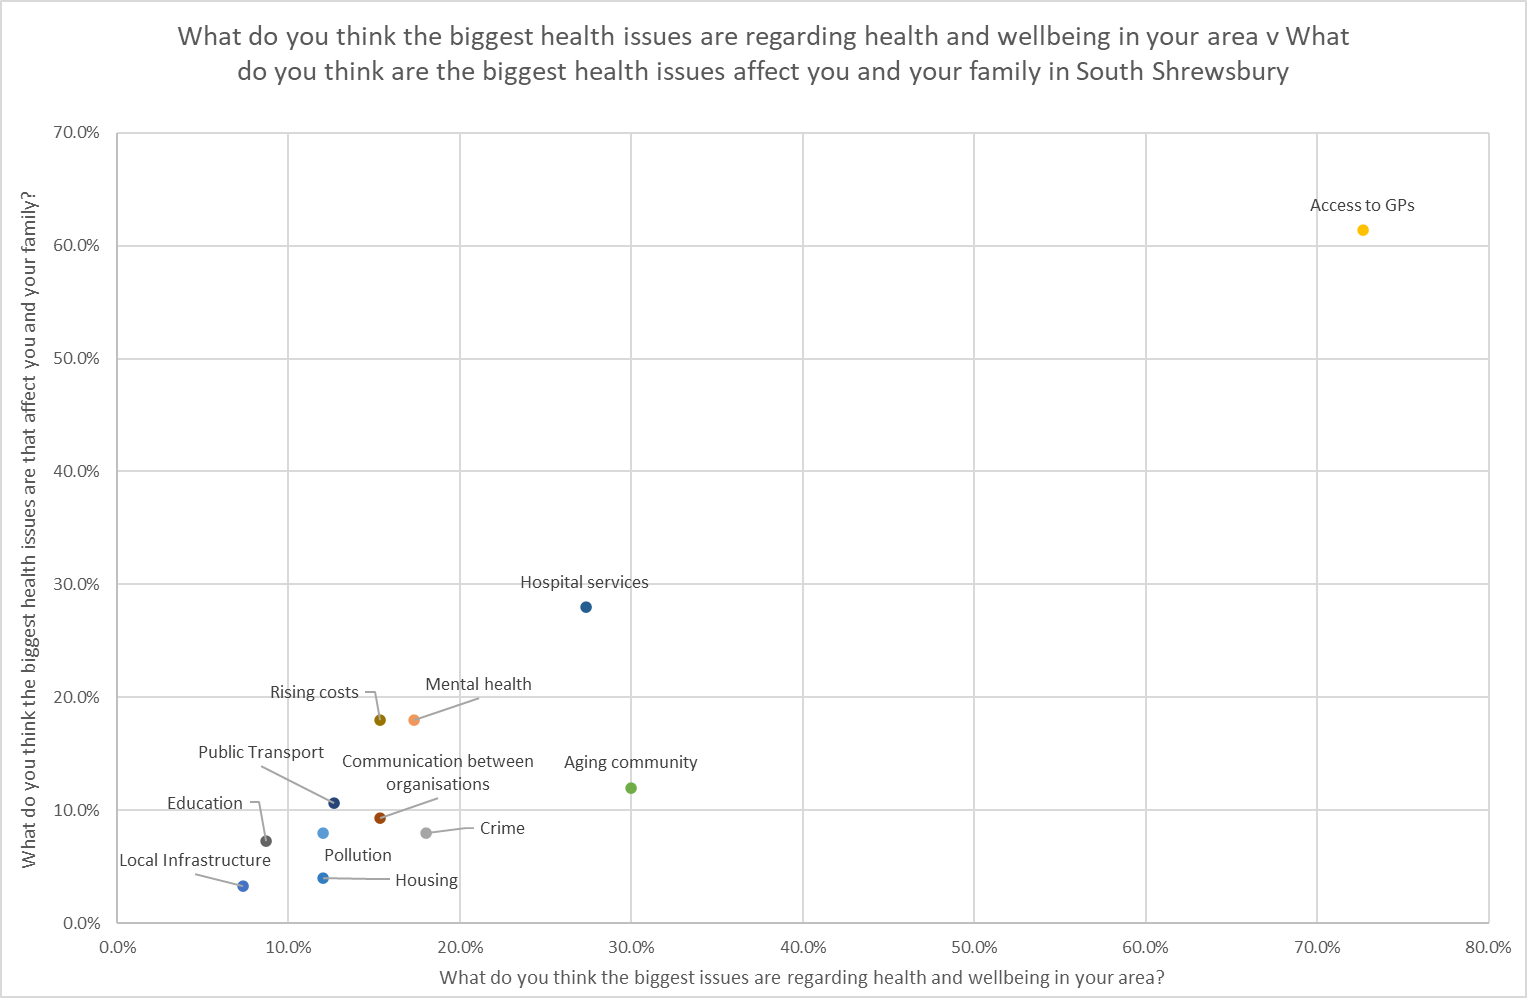 What do you think the biggest health issues are regarding health and wellbeing in your area v What
do you think are the biggest health issues affect you and your family in South Shrewsbury
What do you think the biggest health issues are that affect you and your family?
70.0%
60.0%
50.0%
40.0%
30.0%
20.0%
10.0%
0.0%
Access to GPs
Hospital services
Mental health
Rising costs
Public Transport
Communication between
organisations
Aging community
Education
Crime
Pollution
Local Infrastructure
Housing
0.0%
10.0%
20.0%
30.0%
40.0%
50.0%
60.0%
70.0%
80.0%
What do you think the biggest issues are regarding health and wellbeing in your area?